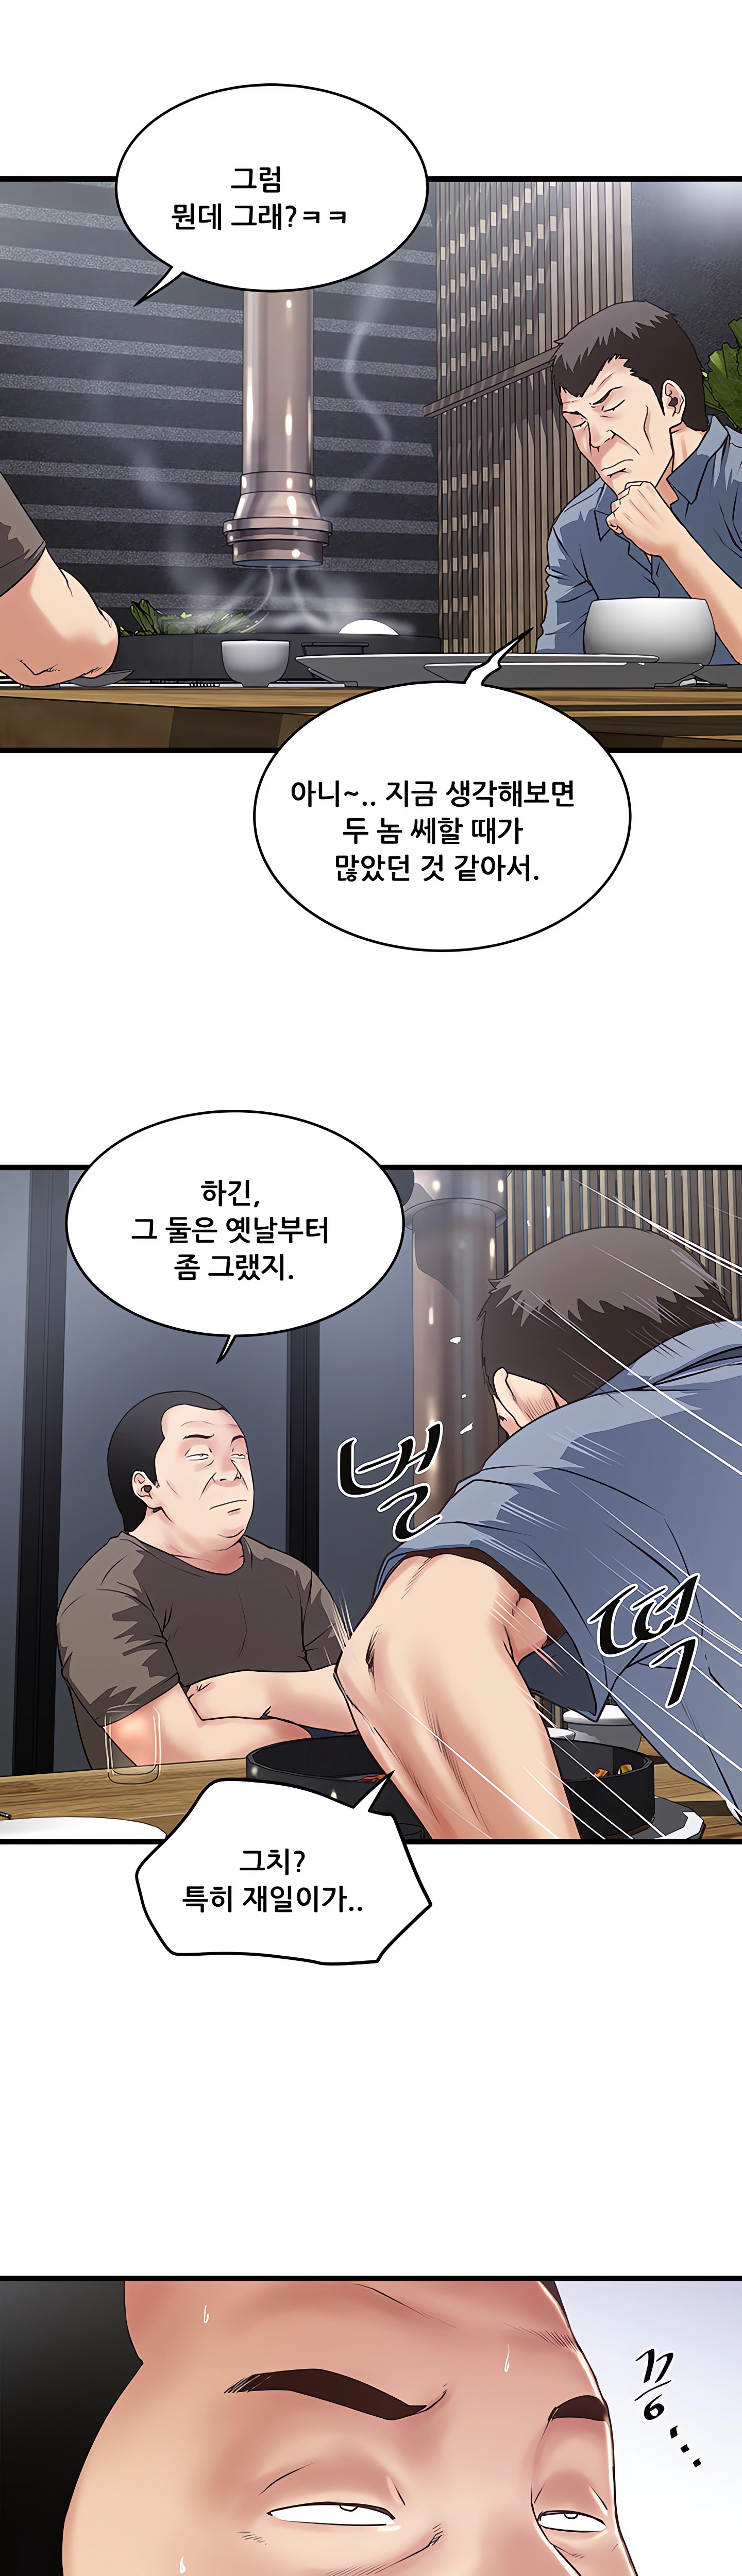 그럼
뭔데 그래?ㅋㅋ
아니~.. 지금 생각해보면
두 놈 쎄할 때가
많았던 것 같아서.
하긴,
그 둘은 옛날부터
좀 그랬지.
벌
떡
그치?
특히 재일이가..
끙...